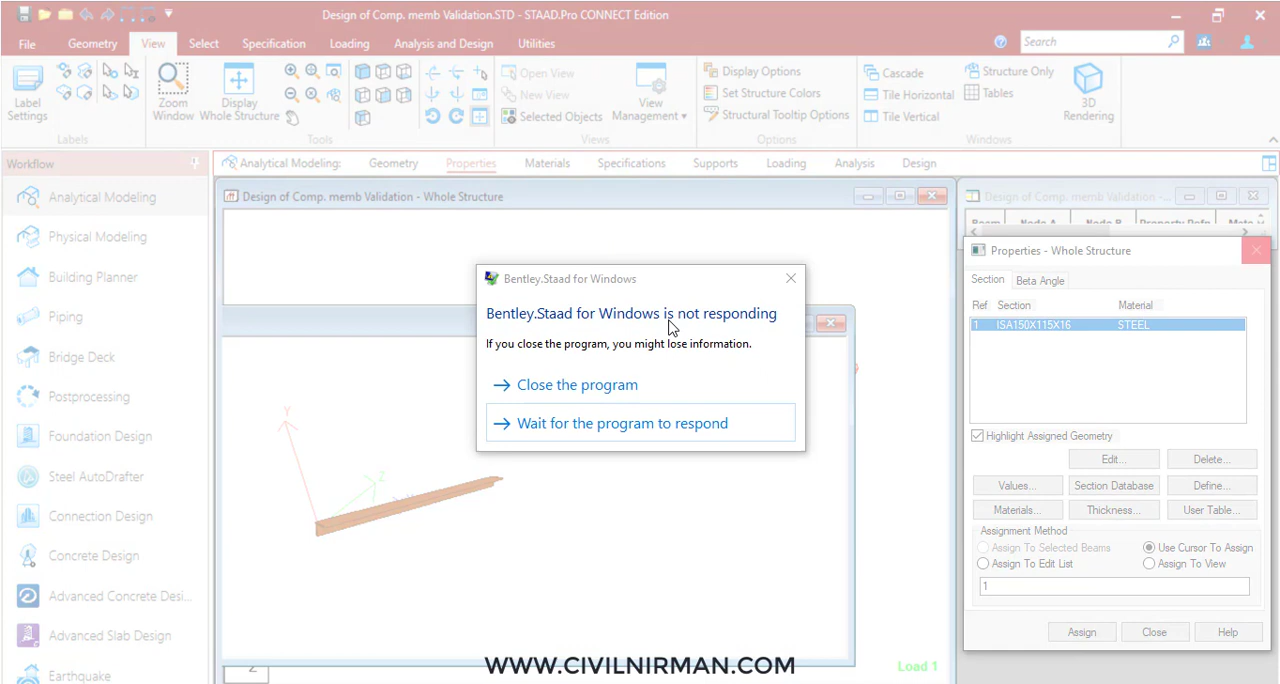 Design of Comp. memb Validation.STD - STAAD.Pro CONNECT Edition
File Geometry View Select Specification Loading Analysis and Design Utilities
Search
Label Settings
Labels
Zoom Window
Display Whole Structure
Tools
Open View
New View
Selected Objects
View Management
Views
Display Options
Set Structure Colors
Structural Tooltip Options
Options
Cascade
Tile Horizontal
Tile Vertical
Structure Only
Tables
Windows
3D Rendering
Workflow
Analytical Modeling: Geometry Properties Materials Specifications Supports Loading Analysis Design
Analytical Modeling
Physical Modeling
Building Planner
Piping
Bridge Deck
Postprocessing
Foundation Design
Steel AutoDrafter
Connection Design
Concrete Design
Advanced Concrete Desi...
Advanced Slab Design
Earthquake
Design of Comp. memb Validation - Whole Structure
Y
Z
Load 1
Design of Comp. memb Validation -...
Beam Node A Node B Property Refn
Bentley.Staad for Windows
Bentley.Staad for Windows is not responding
If you close the program, you might lose information.
Close the program
Wait for the program to respond
Properties - Whole Structure
Section Beta Angle
Ref Section Material
1 ISA150X115X16 STEEL
Highlight Assigned Geometry
Edit... Delete...
Values... Section Database Define...
Materials... Thickness... User Table...
Assignment Method
Assign To Selected Beams Use Cursor To Assign
Assign To Edit List Assign To View
1
Assign Close Help
WWW.CIVILNIRMAN.COM